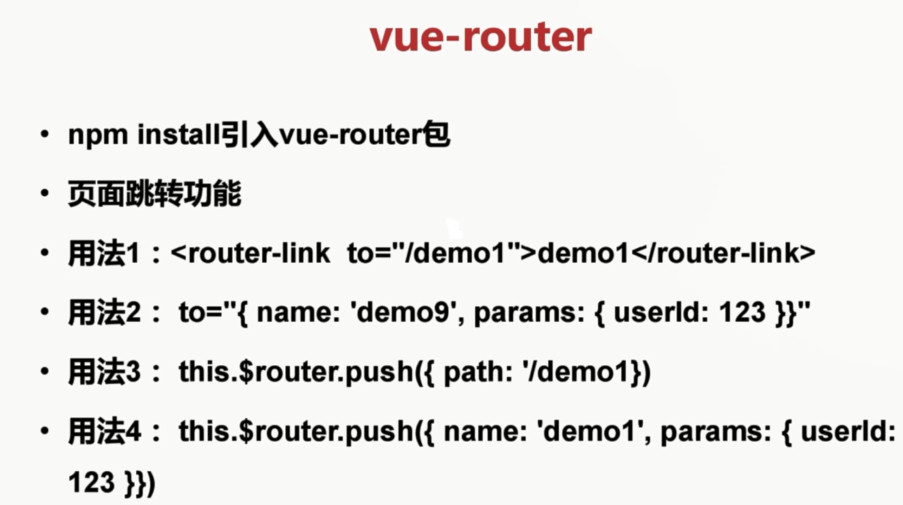 vue-router
• npm install引入vue-router包
• 页面跳转功能
• 用法1：<router-link to="/demo1">demo1</router-link>
• 用法2： to="{ name: 'demo9', params: { userId: 123 }}"
• 用法3： this.$router.push({ path: '/demo1})
• 用法4： this.$router.push({ name: 'demo1', params: { userId:
123 }})